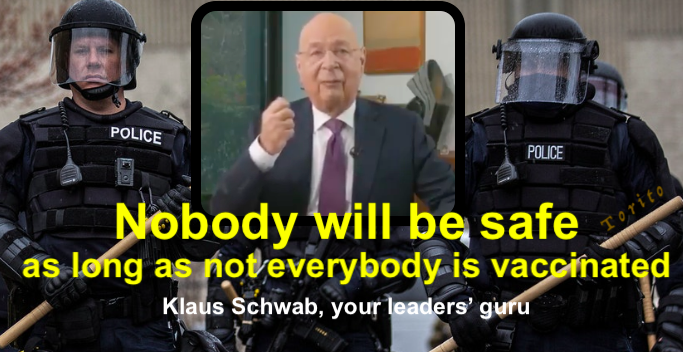 POLICE
POLICE
Torito
Nobody will be safe
as long as not everybody is vaccinated
Klaus Schwab, your leaders' guru